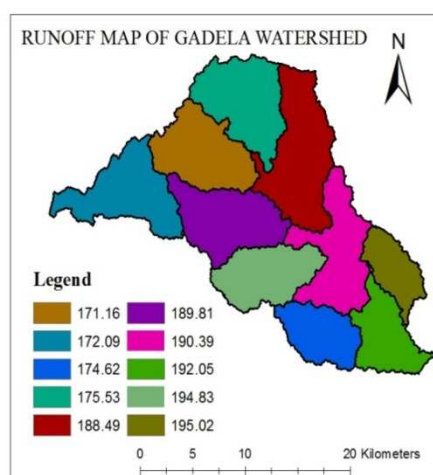 RUNOFF MAP OF GADELA WATERSHED
N
Legend
171.16 189.81
172.09 190.39
174.62 192.05
175.53 194.83
188.49 195.02
0 5 10 20 Kilometers